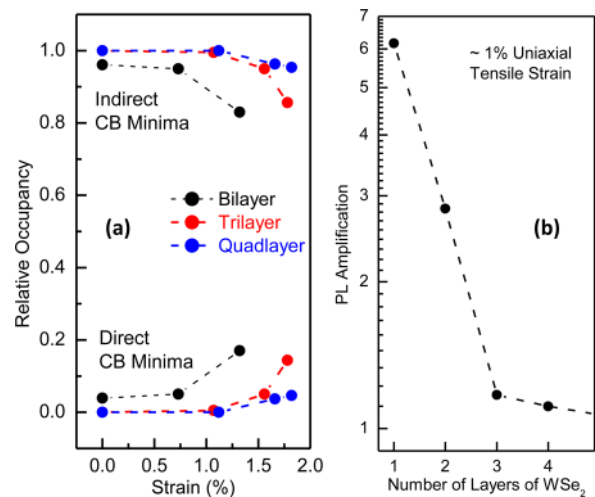 Relative Occupancy
1.0
0.8
0.6
0.4
0.2
0.0
Indirect
CB Minima
(a)
Bilayer
Trilayer
Quadlayer
Direct
CB Minima
0.0 0.5 1.0 1.5 2.0
Strain (%)
PL Amplification
7
6
5
4
3
2
1
~ 1% Uniaxial
Tensile Strain
(b)
1 2 3 4
Number of Layers of WSe₂